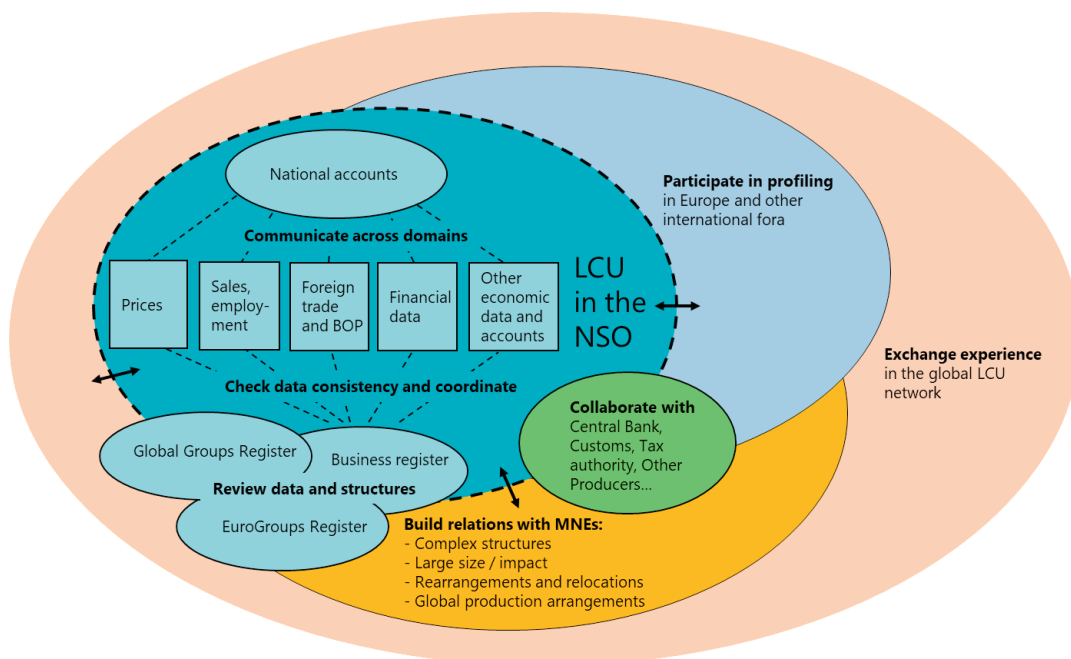 National accounts
Communicate across domains
Prices
Sales,
employ-
ment
Foreign
trade
and BOP
Financial
data
Other
economic
data and
accounts
LCU
in the
NSO
Check data consistency and coordinate
Global Groups Register
Business register
Review data and structures
EuroGroups Register
Participate in profiling
in Europe and other
international fora
Exchange experience
in the global LCU
network
Collaborate with
Central Bank,
Customs, Tax
authority, Other
Producers...
Build relations with MNEs:
- Complex structures
- Large size / impact
- Rearrangements and relocations
- Global production arrangements